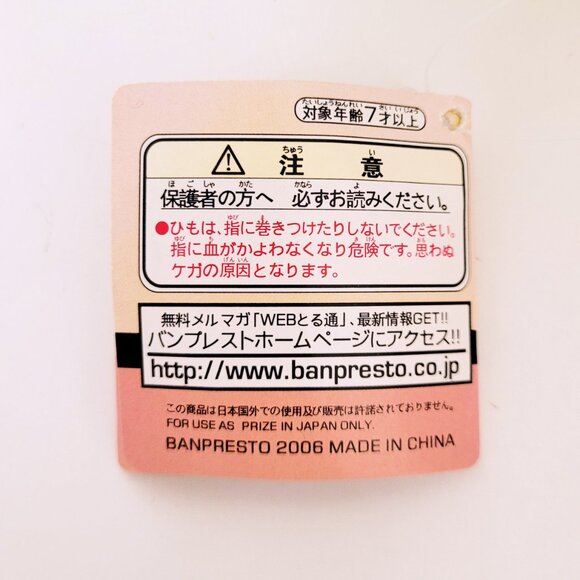 対象年齢7才以上
⚠ 注意
保護者の方へ 必ずお読みください。
●ひもは、指に巻きつけたりしないでください。
指に血がかよわなくなり危険です。思わぬ
ケガの原因となります。
無料メルマガ「WEBとる通」、最新情報GET!!
バンプレストホームページにアクセス!!
http://www.banpresto.co.jp
この商品は日本国外での使用及び販売は許諾されておりません。
FOR USE AS PRIZE IN JAPAN ONLY.
BANPRESTO 2006 MADE IN CHINA